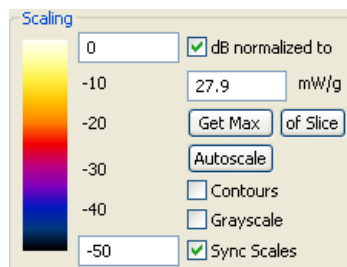 Scaling
0
dB normalized to
-10
27.9 mW/g
-20
Get Max of Slice
-30
Autoscale
Contours
-40
Grayscale
-50
Sync Scales